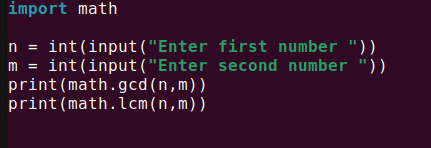 import math
n = int(input("Enter first number "))
m = int(input("Enter second number "))
print(math.gcd(n,m))
print(math.lcm(n,m))